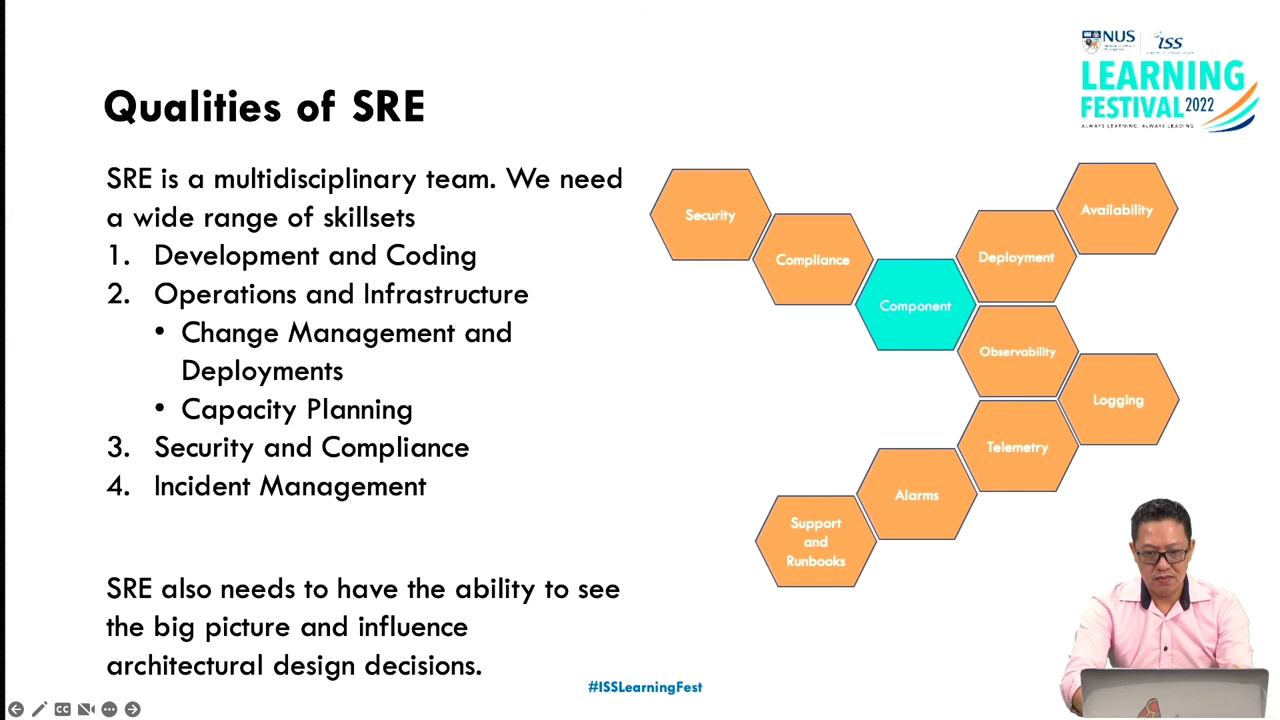 NUS
iss
LEARNING
FESTIVAL 2022
ALWAYS LEARNING, ALWAYS LEADING
Qualities of SRE
SRE is a multidisciplinary team. We need
a wide range of skillsets
1. Development and Coding
2. Operations and Infrastructure
• Change Management and
Deployments
• Capacity Planning
3. Security and Compliance
4. Incident Management
SRE also needs to have the ability to see
the big picture and influence
architectural design decisions.
Security
Compliance
Component
Deployment
Availability
Observability
Logging
Telemetry
Alarms
Support
and
Runbooks
#ISSLearningFest
CC